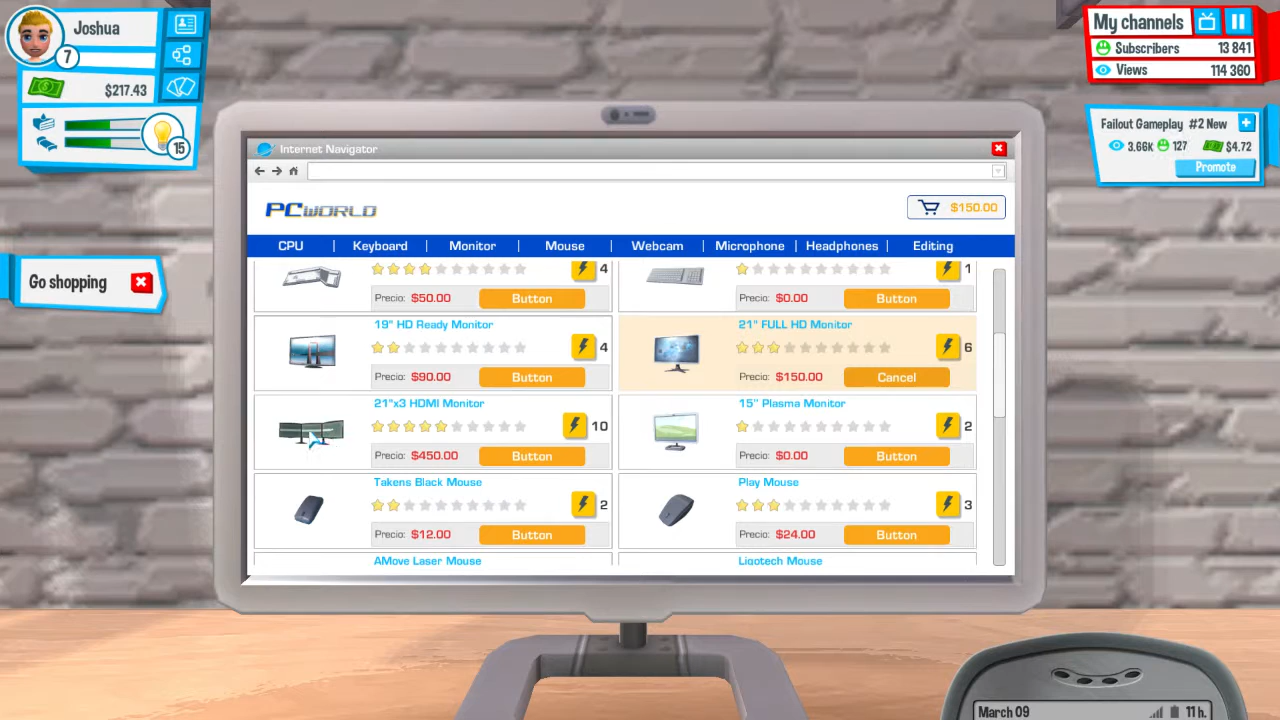 Joshua
7
$217.43
15
My channels
Subscribers 13 841
Views 114 360
Failout Gameplay #2 New
3.66K 127 $4.72
Promote
Go shopping
Internet Navigator
PCWORLD
$150.00
CPU | Keyboard | Monitor | Mouse | Webcam | Microphone | Headphones | Editing
4
Precio: $50.00 Button
1
Precio: $0.00 Button
19" HD Ready Monitor
4
Precio: $90.00 Button
21" FULL HD Monitor
6
Precio: $150.00 Cancel
21"x3 HDMI Monitor
10
Precio: $450.00 Button
15" Plasma Monitor
2
Precio: $0.00 Button
Takens Black Mouse
2
Precio: $12.00 Button
Play Mouse
3
Precio: $24.00 Button
AMove Laser Mouse
Ligotech Mouse
March 09
11 h.